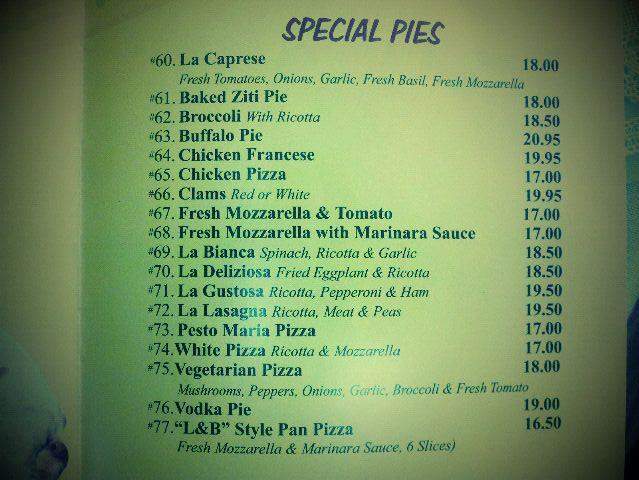 SPECIAL PIES
#60. La Caprese 18.00
Fresh Tomatoes, Onions, Garlic, Fresh Basil, Fresh Mozzarella
#61. Baked Ziti Pie 18.00
#62. Broccoli With Ricotta 18.50
#63. Buffalo Pie 20.95
#64. Chicken Francese 19.95
#65. Chicken Pizza 17.00
#66. Clams Red or White 19.95
#67. Fresh Mozzarella & Tomato 17.00
#68. Fresh Mozzarella with Marinara Sauce 17.00
#69. La Bianca Spinach, Ricotta & Garlic 18.50
#70. La Deliziosa Fried Eggplant & Ricotta 18.50
#71. La Gustosa Ricotta, Pepperoni & Ham 19.50
#72. La Lasagna Ricotta, Meat & Peas 19.50
#73. Pesto Maria Pizza 17.00
#74. White Pizza Ricotta & Mozzarella 17.00
#75. Vegetarian Pizza 18.00
Mushrooms, Peppers, Onions, Garlic, Broccoli & Fresh Tomato
#76. Vodka Pie 19.00
#77. “L&B” Style Pan Pizza 16.50
Fresh Mozzarella & Marinara Sauce, 6 Slices)